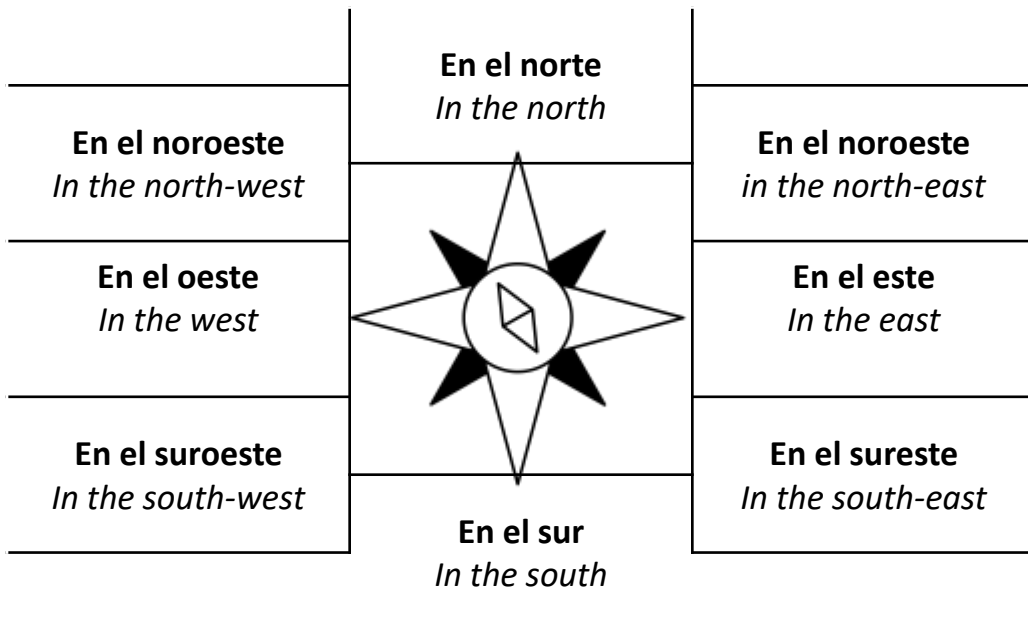 En el norte
In the north
En el noroeste
In the north-west
En el noroeste
in the north-east
En el oeste
In the west
En el este
In the east
En el suroeste
In the south-west
En el sureste
In the south-east
En el sur
In the south